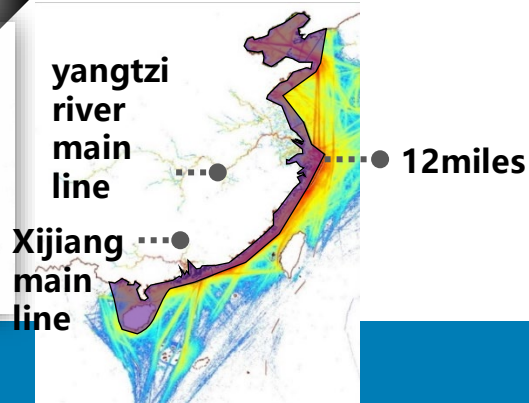 yangtzi
river
main
line
12miles
Xijiang
main
line